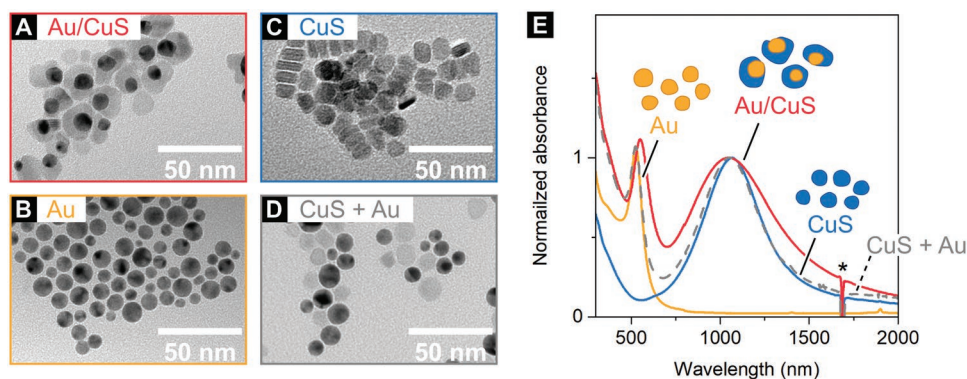 A Au/CuS
50 nm
C CuS
50 nm
B Au
50 nm
D CuS + Au
50 nm
E
Normailzed absorbance
1
0
500
1000
1500
2000
Wavelength (nm)
Au
Au/CuS
CuS
CuS + Au
*